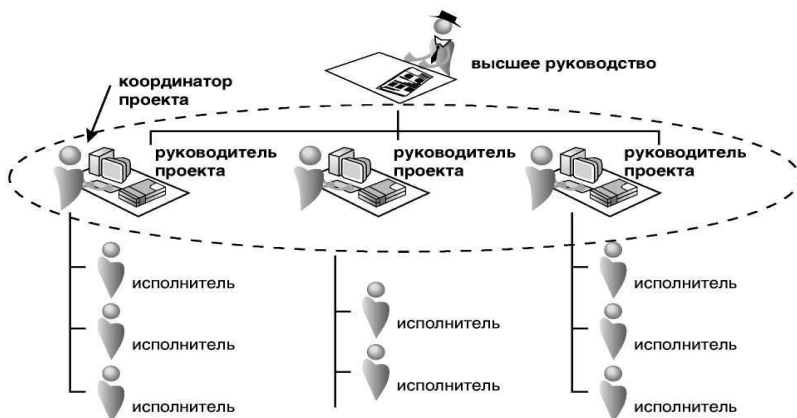 высшее руководство
координатор
проекта
руководитель
проекта
руководитель
проекта
руководитель
проекта
исполнитель
исполнитель
исполнитель
исполнитель
исполнитель
исполнитель
исполнитель
исполнитель